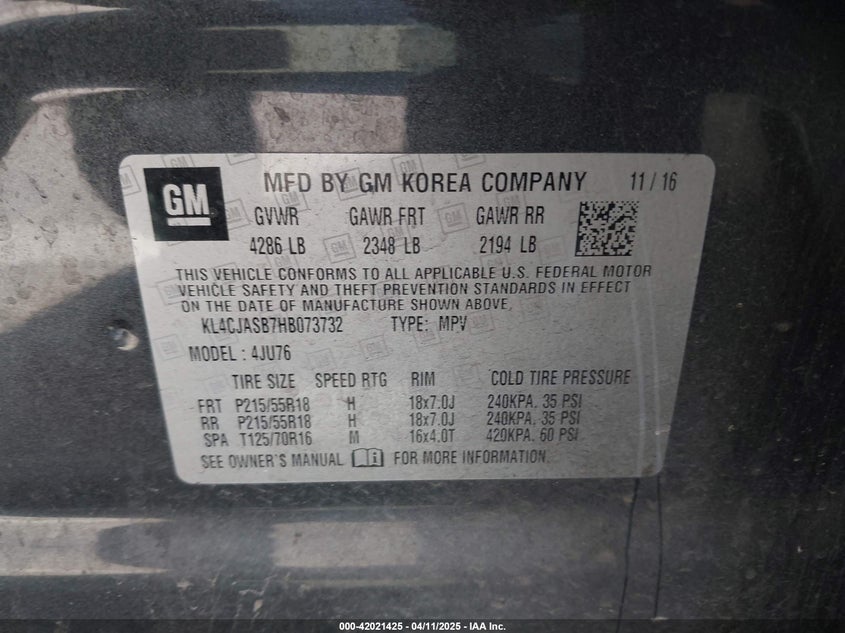 GM MFD BY GM KOREA COMPANY 11 / 16
GVWR GAWR FRT GAWR RR
4286 LB 2348 LB 2194 LB
THIS VEHICLE CONFORMS TO ALL APPLICABLE U.S. FEDERAL MOTOR
VEHICLE SAFETY AND THEFT PREVENTION STANDARDS IN EFFECT
ON THE DATE OF MANUFACTURE SHOWN ABOVE.
KL4CJASB7HB073732 TYPE: MPV
MODEL : 4JU76
TIRE SIZE SPEED RTG RIM COLD TIRE PRESSURE
FRT P215/55R18 H 18x7.0J 240KPA. 35 PSI
RR P215/55R18 H 18x7.0J 240KPA. 35 PSI
SPA T125/70R16 M 16x4.0T 420KPA. 60 PSI
SEE OWNER'S MANUAL FOR MORE INFORMATION.
000-42021425 - 04/11/2025 - IAA Inc.